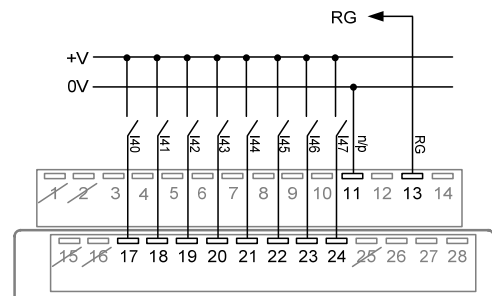 RG
+V
0V
I40 I41 I42 I43 I44 I45 I46 I47 n/p RG
1 2 3 4 5 6 7 8 9 10 11 12 13 14
15 16 17 18 19 20 21 22 23 24 25 26 27 28